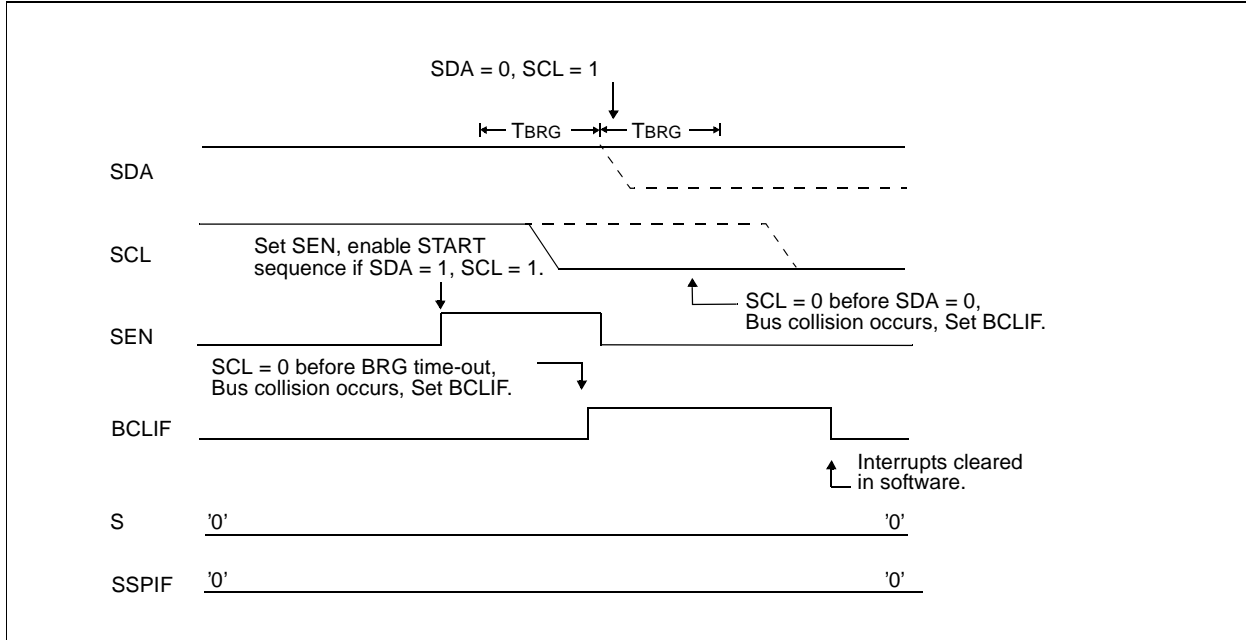 SDA = 0, SCL = 1
TBRG TBRG
SDA
SCL
Set SEN, enable START
sequence if SDA = 1, SCL = 1.
SCL = 0 before SDA = 0,
Bus collision occurs, Set BCLIF.
SEN
SCL = 0 before BRG time-out,
Bus collision occurs, Set BCLIF.
BCLIF
Interrupts cleared
in software.
S '0' '0'
SSPIF '0' '0'